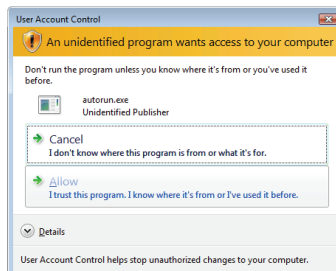 User Account Control
An unidentified program wants access to your computer
Don't run the program unless you know where it's from or you've used it
before.
autorun.exe
Unidentified Publisher
Cancel
I don't know where this program is from or what it's for.
Allow
I trust this program. I know where it's from or I've used it before.
Details
User Account Control helps stop unauthorized changes to your computer.